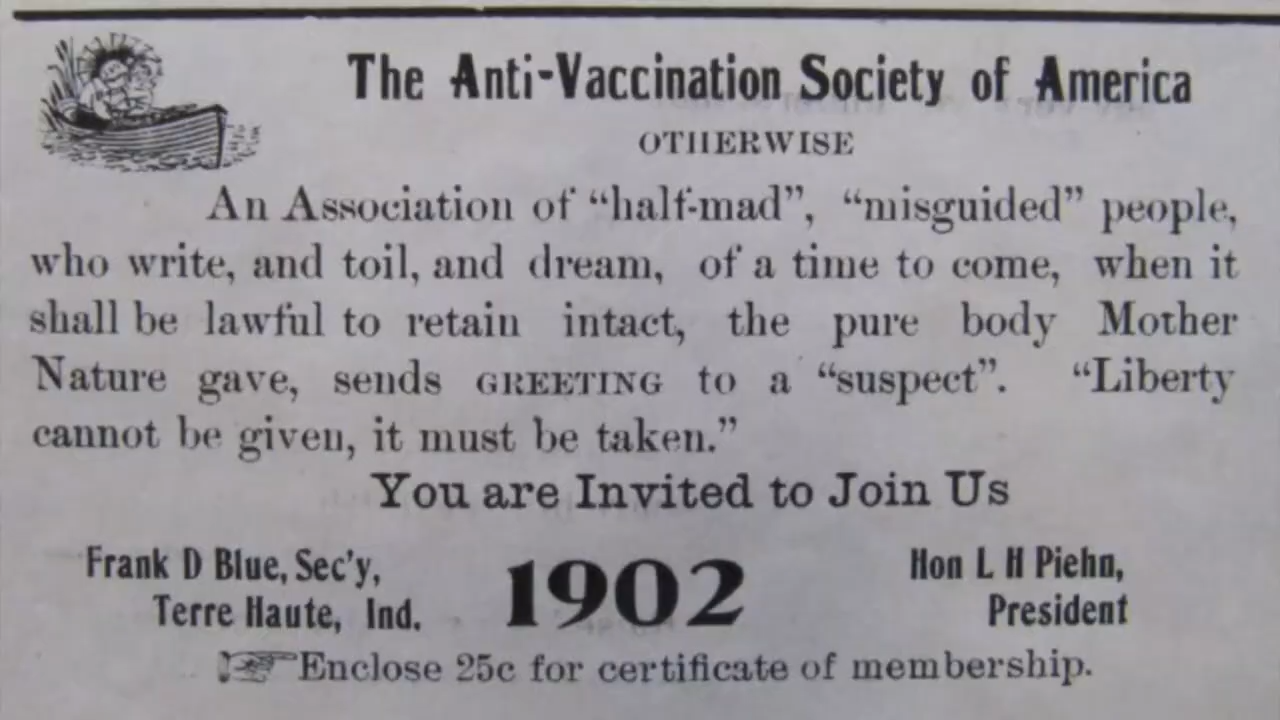 The Anti-Vaccination Society of America
OTHERWISE
An Association of “half-mad”, “misguided” people,
who write, and toil, and dream, of a time to come, when it
shall be lawful to retain intact, the pure body Mother
Nature gave, sends GREETING to a “suspect”. “Liberty
cannot be given, it must be taken.”
You are Invited to Join Us
Frank D Blue, Sec’y,
Terre Haute, Ind.
1902
Hon L H Piehn,
President
Enclose 25c for certificate of membership.